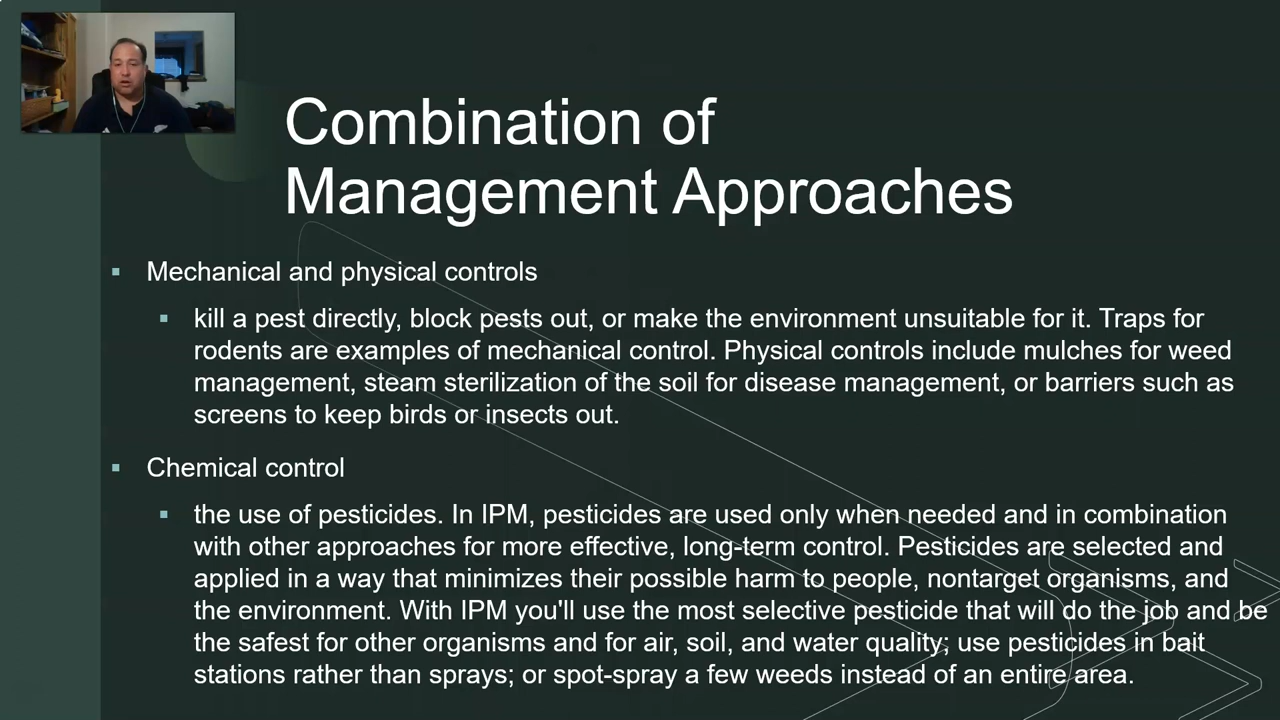 Combination of
Management Approaches
▪ Mechanical and physical controls
▪ kill a pest directly, block pests out, or make the environment unsuitable for it. Traps for
rodents are examples of mechanical control. Physical controls include mulches for weed
management, steam sterilization of the soil for disease management, or barriers such as
screens to keep birds or insects out.
▪ Chemical control
▪ the use of pesticides. In IPM, pesticides are used only when needed and in combination
with other approaches for more effective, long-term control. Pesticides are selected and
applied in a way that minimizes their possible harm to people, nontarget organisms, and
the environment. With IPM you'll use the most selective pesticide that will do the job and be
the safest for other organisms and for air, soil, and water quality; use pesticides in bait
stations rather than sprays; or spot-spray a few weeds instead of an entire area.